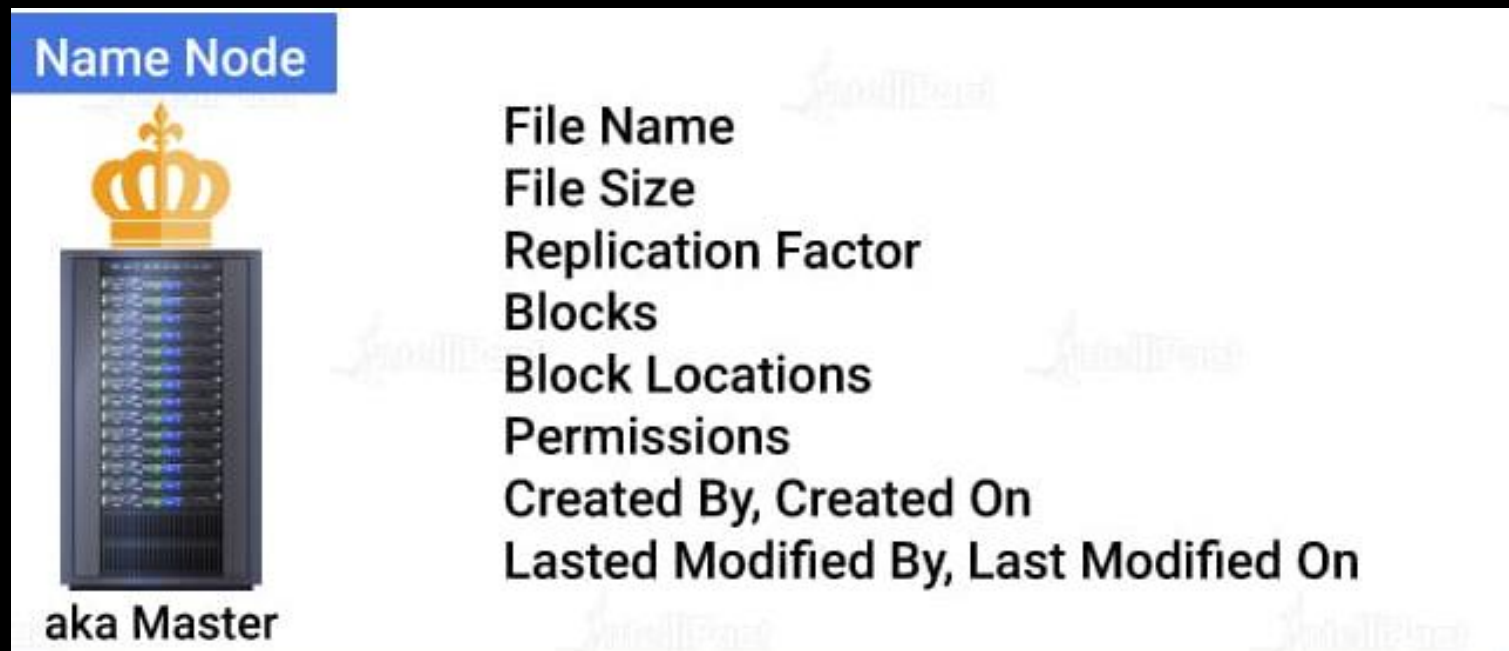 Name Node
File Name
File Size
Replication Factor
Blocks
Block Locations
Permissions
Created By, Created On
Lasted Modified By, Last Modified On
aka Master